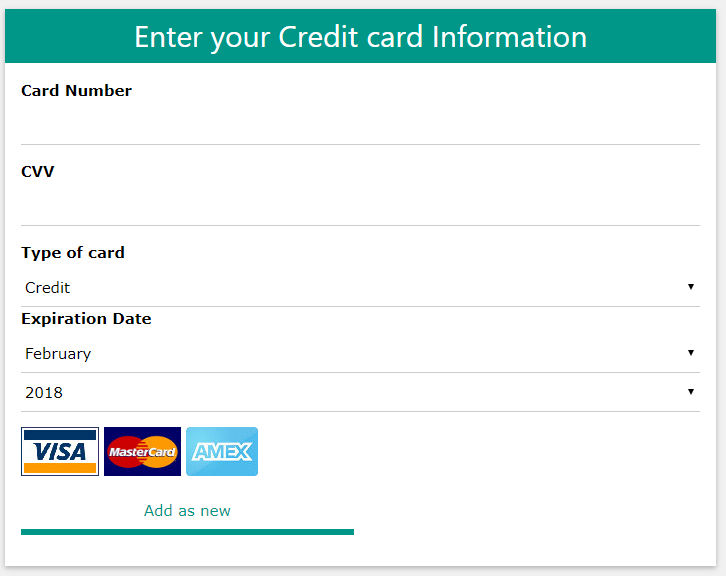 Enter your Credit card Information
Card Number
CVV
Type of card
Credit
Expiration Date
February
2018
VISA MasterCard AMEX
Add as new